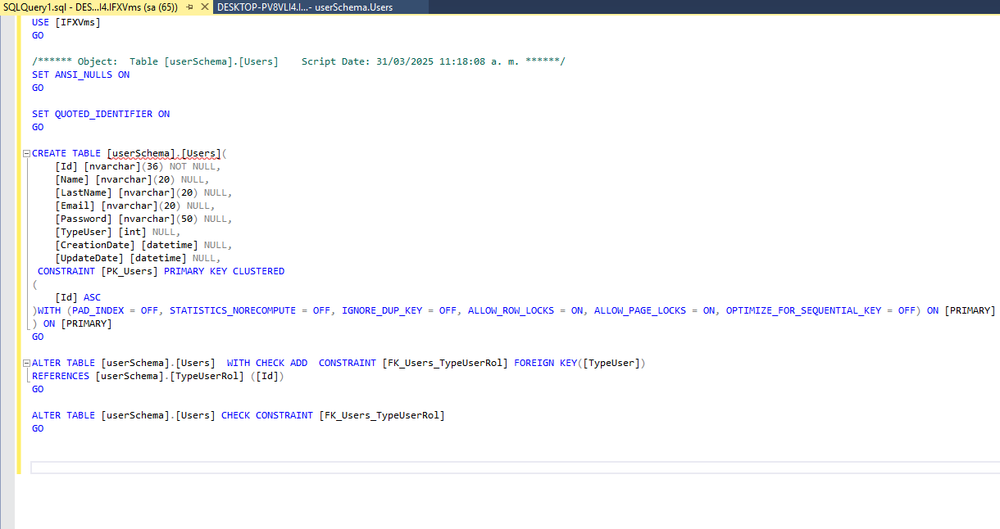 SQLQuery1.sql - DES...I4.IFXVms (sa (65))
DESKTOP-PV8VLI4.I...- userSchema.Users
USE [IFXVms]
GO
/****** Object:  Table [userSchema].[Users]    Script Date: 31/03/2025 11:18:08 a. m. ******/
SET ANSI_NULLS ON
GO
SET QUOTED_IDENTIFIER ON
GO
CREATE TABLE [userSchema].[Users](
[Id] [nvarchar](36) NOT NULL,
[Name] [nvarchar](20) NULL,
[LastName] [nvarchar](20) NULL,
[Email] [nvarchar](20) NULL,
[Password] [nvarchar](50) NULL,
[TypeUser] [int] NULL,
[CreationDate] [datetime] NULL,
[UpdateDate] [datetime] NULL,
CONSTRAINT [PK_Users] PRIMARY KEY CLUSTERED
(
[Id] ASC
)WITH (PAD_INDEX = OFF, STATISTICS_NORECOMPUTE = OFF, IGNORE_DUP_KEY = OFF, ALLOW_ROW_LOCKS = ON, ALLOW_PAGE_LOCKS = ON, OPTIMIZE_FOR_SEQUENTIAL_KEY = OFF) ON [PRIMARY]
) ON [PRIMARY]
GO
ALTER TABLE [userSchema].[Users]  WITH CHECK ADD  CONSTRAINT [FK_Users_TypeUserRol] FOREIGN KEY([TypeUser])
REFERENCES [userSchema].[TypeUserRol] ([Id])
GO
ALTER TABLE [userSchema].[Users] CHECK CONSTRAINT [FK_Users_TypeUserRol]
GO